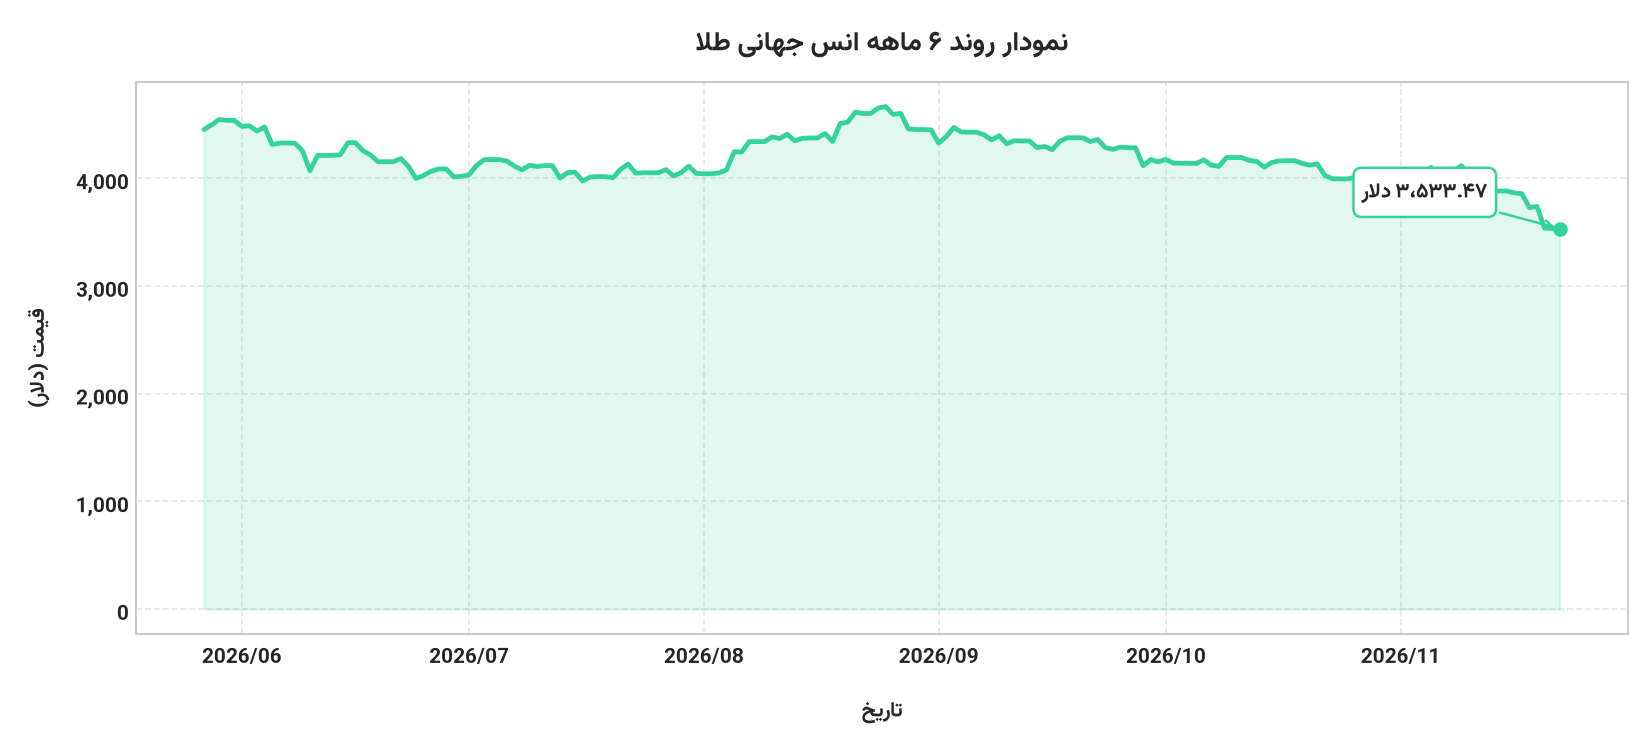 نمودار روند ۶ ماهه انس جهانی طلا
قیمت (دلار)
4,000
3,000
2,000
1,000
0
۳،۵۳۳.۴۷ دلار
2026/06
2026/07
2026/08
2026/09
2026/10
2026/11
تاریخ